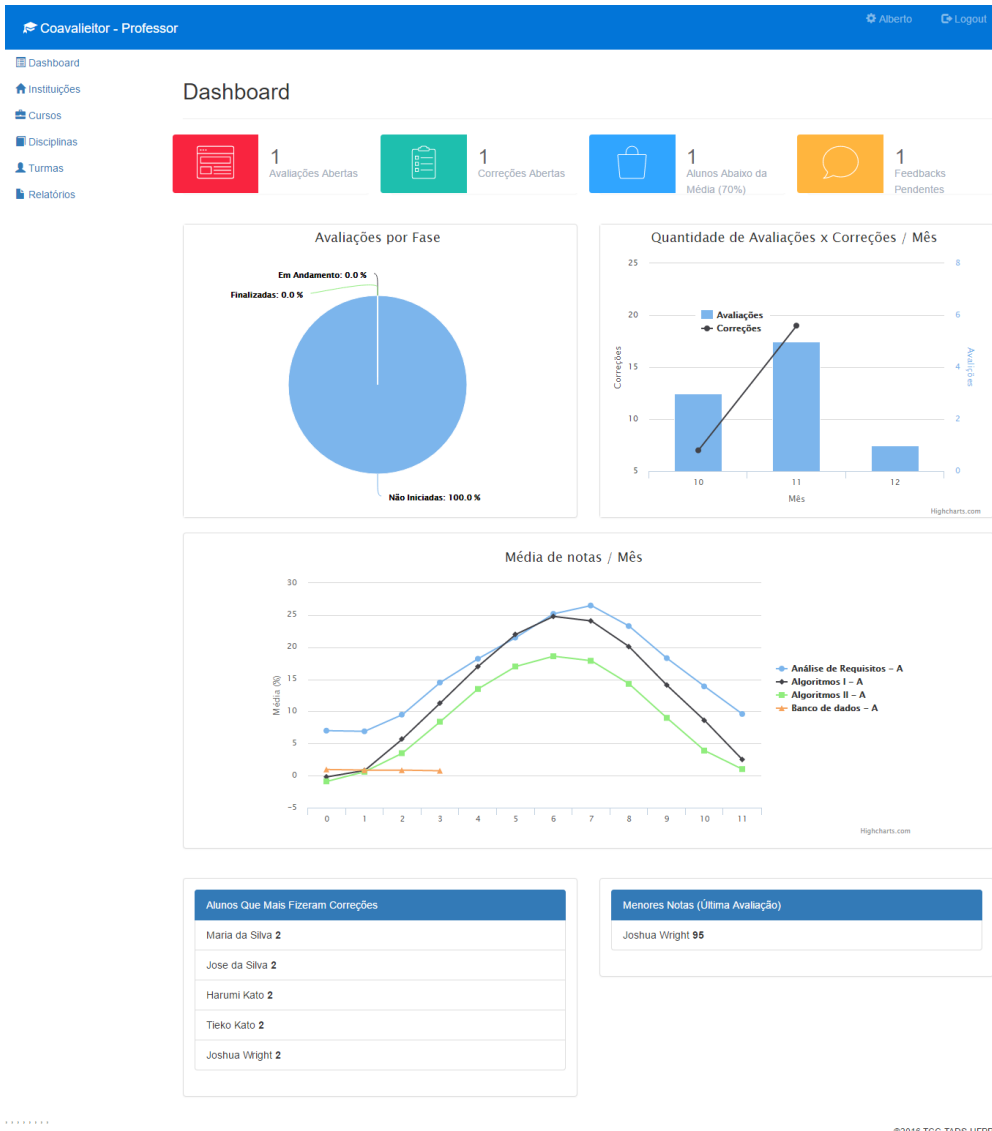 Coavalieitor - Professor
Alberto
Logout
Dashboard
Instituições
Cursos
Disciplinas
Turmas
Relatórios
Dashboard
1
Avaliações Abertas
1
Correções Abertas
1
Alunos Abaixo da
Média (70%)
1
Feedbacks
Pendentes
Avaliações por Fase
Em Andamento: 0.0 %
Finalizadas: 0.0 %
Não Iniciadas: 100.0 %
Quantidade de Avaliações x Correções / Mês
25
20
15
10
5
Correções
8
6
4
2
0
Avalições
Avaliações
Correções
10 11 12
Mês
Highcharts.com
Média de notas / Mês
30
25
20
15
10
5
0
-5
Média (%)
0 1 2 3 4 5 6 7 8 9 10 11
Análise de Requisitos - A
Algoritmos I - A
Algoritmos II - A
Banco de dados - A
Highcharts.com
Alunos Que Mais Fizeram Correções
Maria da Silva 2
Jose da Silva 2
Harumi Kato 2
Tieko Kato 2
Joshua Wright 2
Menores Notas (Última Avaliação)
Joshua Wright 95
, , , , , , , ,
©2016 TCC TADS UFPR